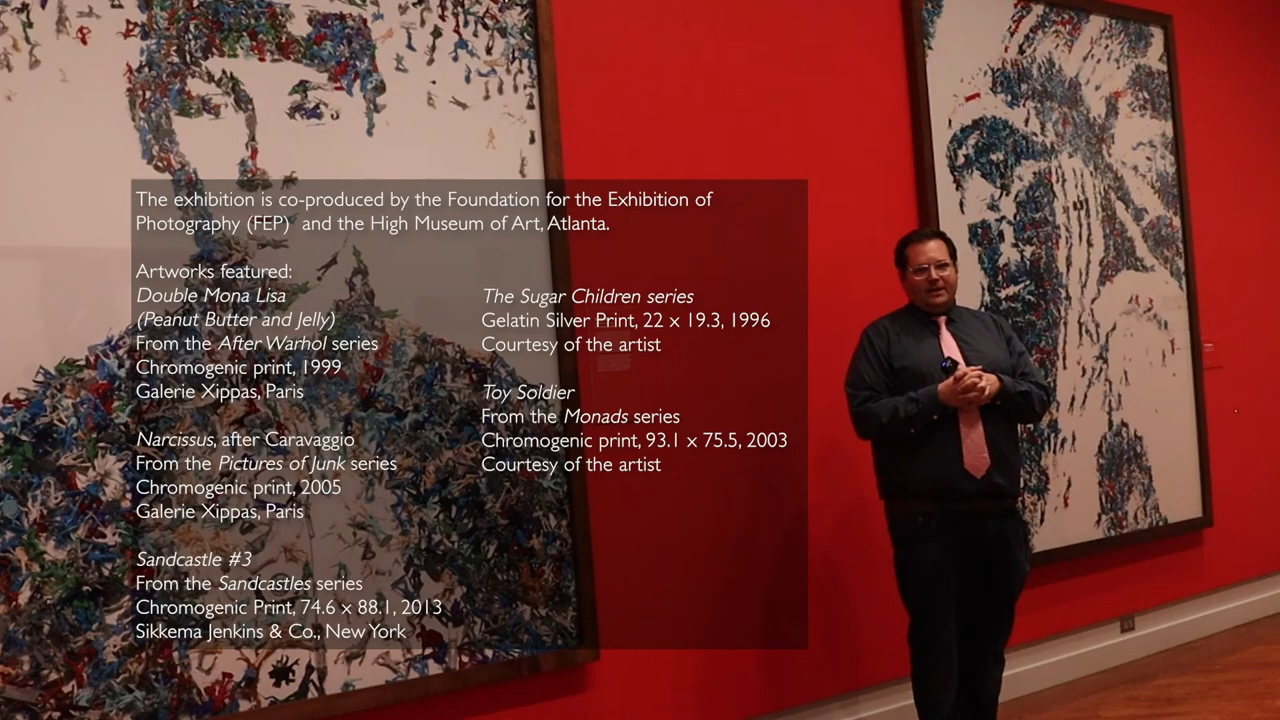 The exhibition is co-produced by the Foundation for the Exhibition of
Photography (FEP) and the High Museum of Art, Atlanta.
Artworks featured:
Double Mona Lisa
(Peanut Butter and Jelly)
From the After Warhol series
Chromogenic print, 1999
Galerie Xippas, Paris
Narcissus, after Caravaggio
From the Pictures of Junk series
Chromogenic print, 2005
Galerie Xippas, Paris
Sandcastle #3
From the Sandcastles series
Chromogenic Print, 74.6 x 88.1, 2013
Sikkema Jenkins & Co., New York
The Sugar Children series
Gelatin Silver Print, 22 x 19.3, 1996
Courtesy of the artist
Toy Soldier
From the Monads series
Chromogenic print, 93.1 x 75.5, 2003
Courtesy of the artist